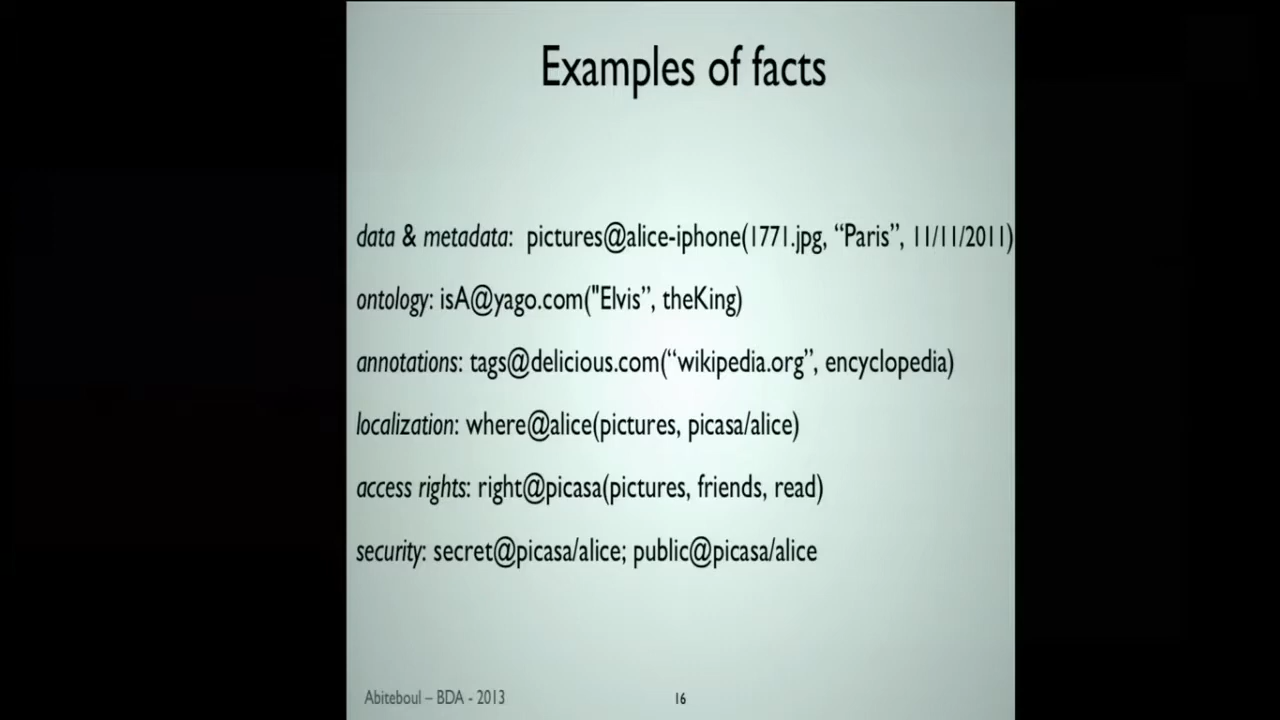 Examples of facts
data & metadata: pictures@alice-iphone(1771.jpg, “Paris”, 11/11/2011)
ontology: isA@yago.com("Elvis”, theKing)
annotations: tags@delicious.com(“wikipedia.org”, encyclopedia)
localization: where@alice(pictures, picasa/alice)
access rights: right@picasa(pictures, friends, read)
security: secret@picasa/alice; public@picasa/alice
Abiteboul – BDA - 2013
16